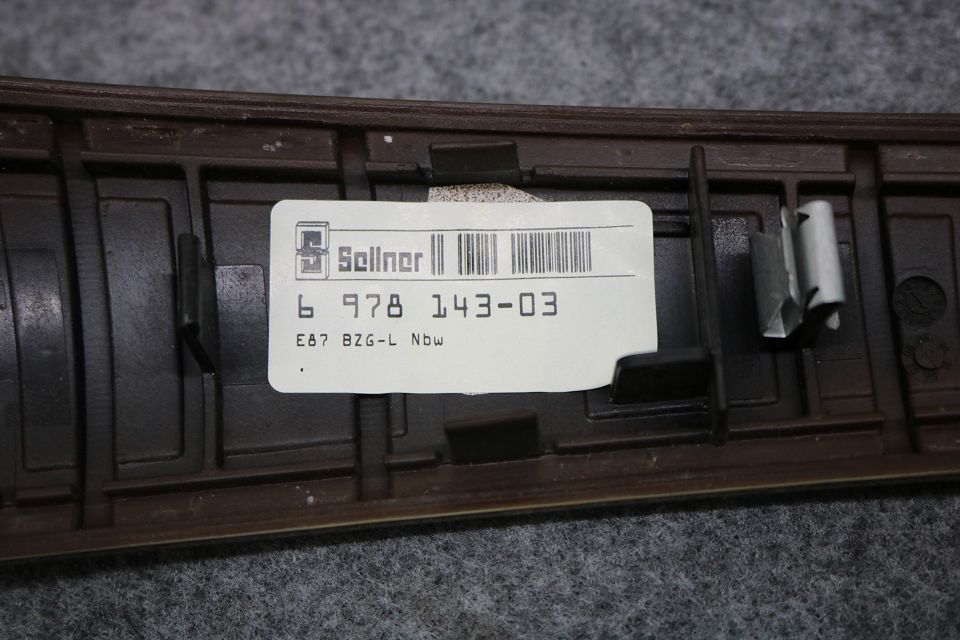 S Sellner
6 978 143-03
E87 BZG-L Nbw